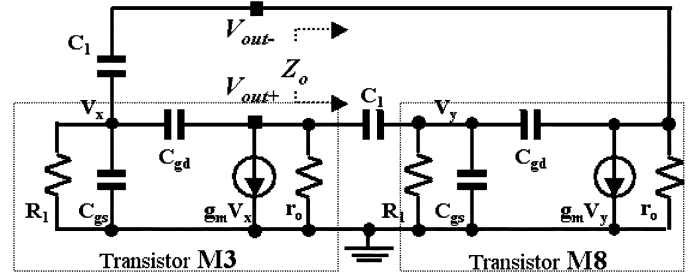 C1
Vout-
Zo
Vout+
Vx
Cgd
C1
Vy
Cgd
R1
Cgs
gmVx
ro
R1
Cgs
gmVy
ro
Transistor M3
Transistor M8